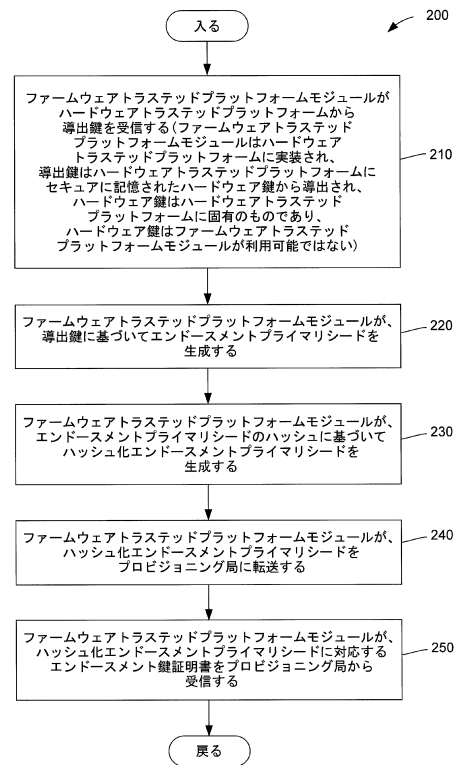 200
入る
ファームウェアトラステッドプラットフォームモジュールが
ハードウェアトラステッドプラットフォームから
導出鍵を受信する(ファームウェアトラステッド
プラットフォームモジュールはハードウェア
トラステッドプラットフォームに実装され、
導出鍵はハードウェアトラステッドプラットフォームに
セキュアに記憶されたハードウェア鍵から導出され、
ハードウェア鍵はハードウェアトラステッド
プラットフォームに固有のものであり、
ハードウェア鍵はファームウェアトラステッド
プラットフォームモジュールが利用可能ではない)
210
ファームウェアトラステッドプラットフォームモジュールが、
導出鍵に基づいてエンドースメントプライマリシードを
生成する
220
ファームウェアトラステッドプラットフォームモジュールが、
エンドースメントプライマリシードのハッシュに基づいて
ハッシュ化エンドースメントプライマリシードを
生成する
230
ファームウェアトラステッドプラットフォームモジュールが、
ハッシュ化エンドースメントプライマリシードを
プロビジョニング局に転送する
240
ファームウェアトラステッドプラットフォームモジュールが、
ハッシュ化エンドースメントプライマリシードに対応する
エンドースメント鍵証明書をプロビジョニング局から
受信する
250
戻る